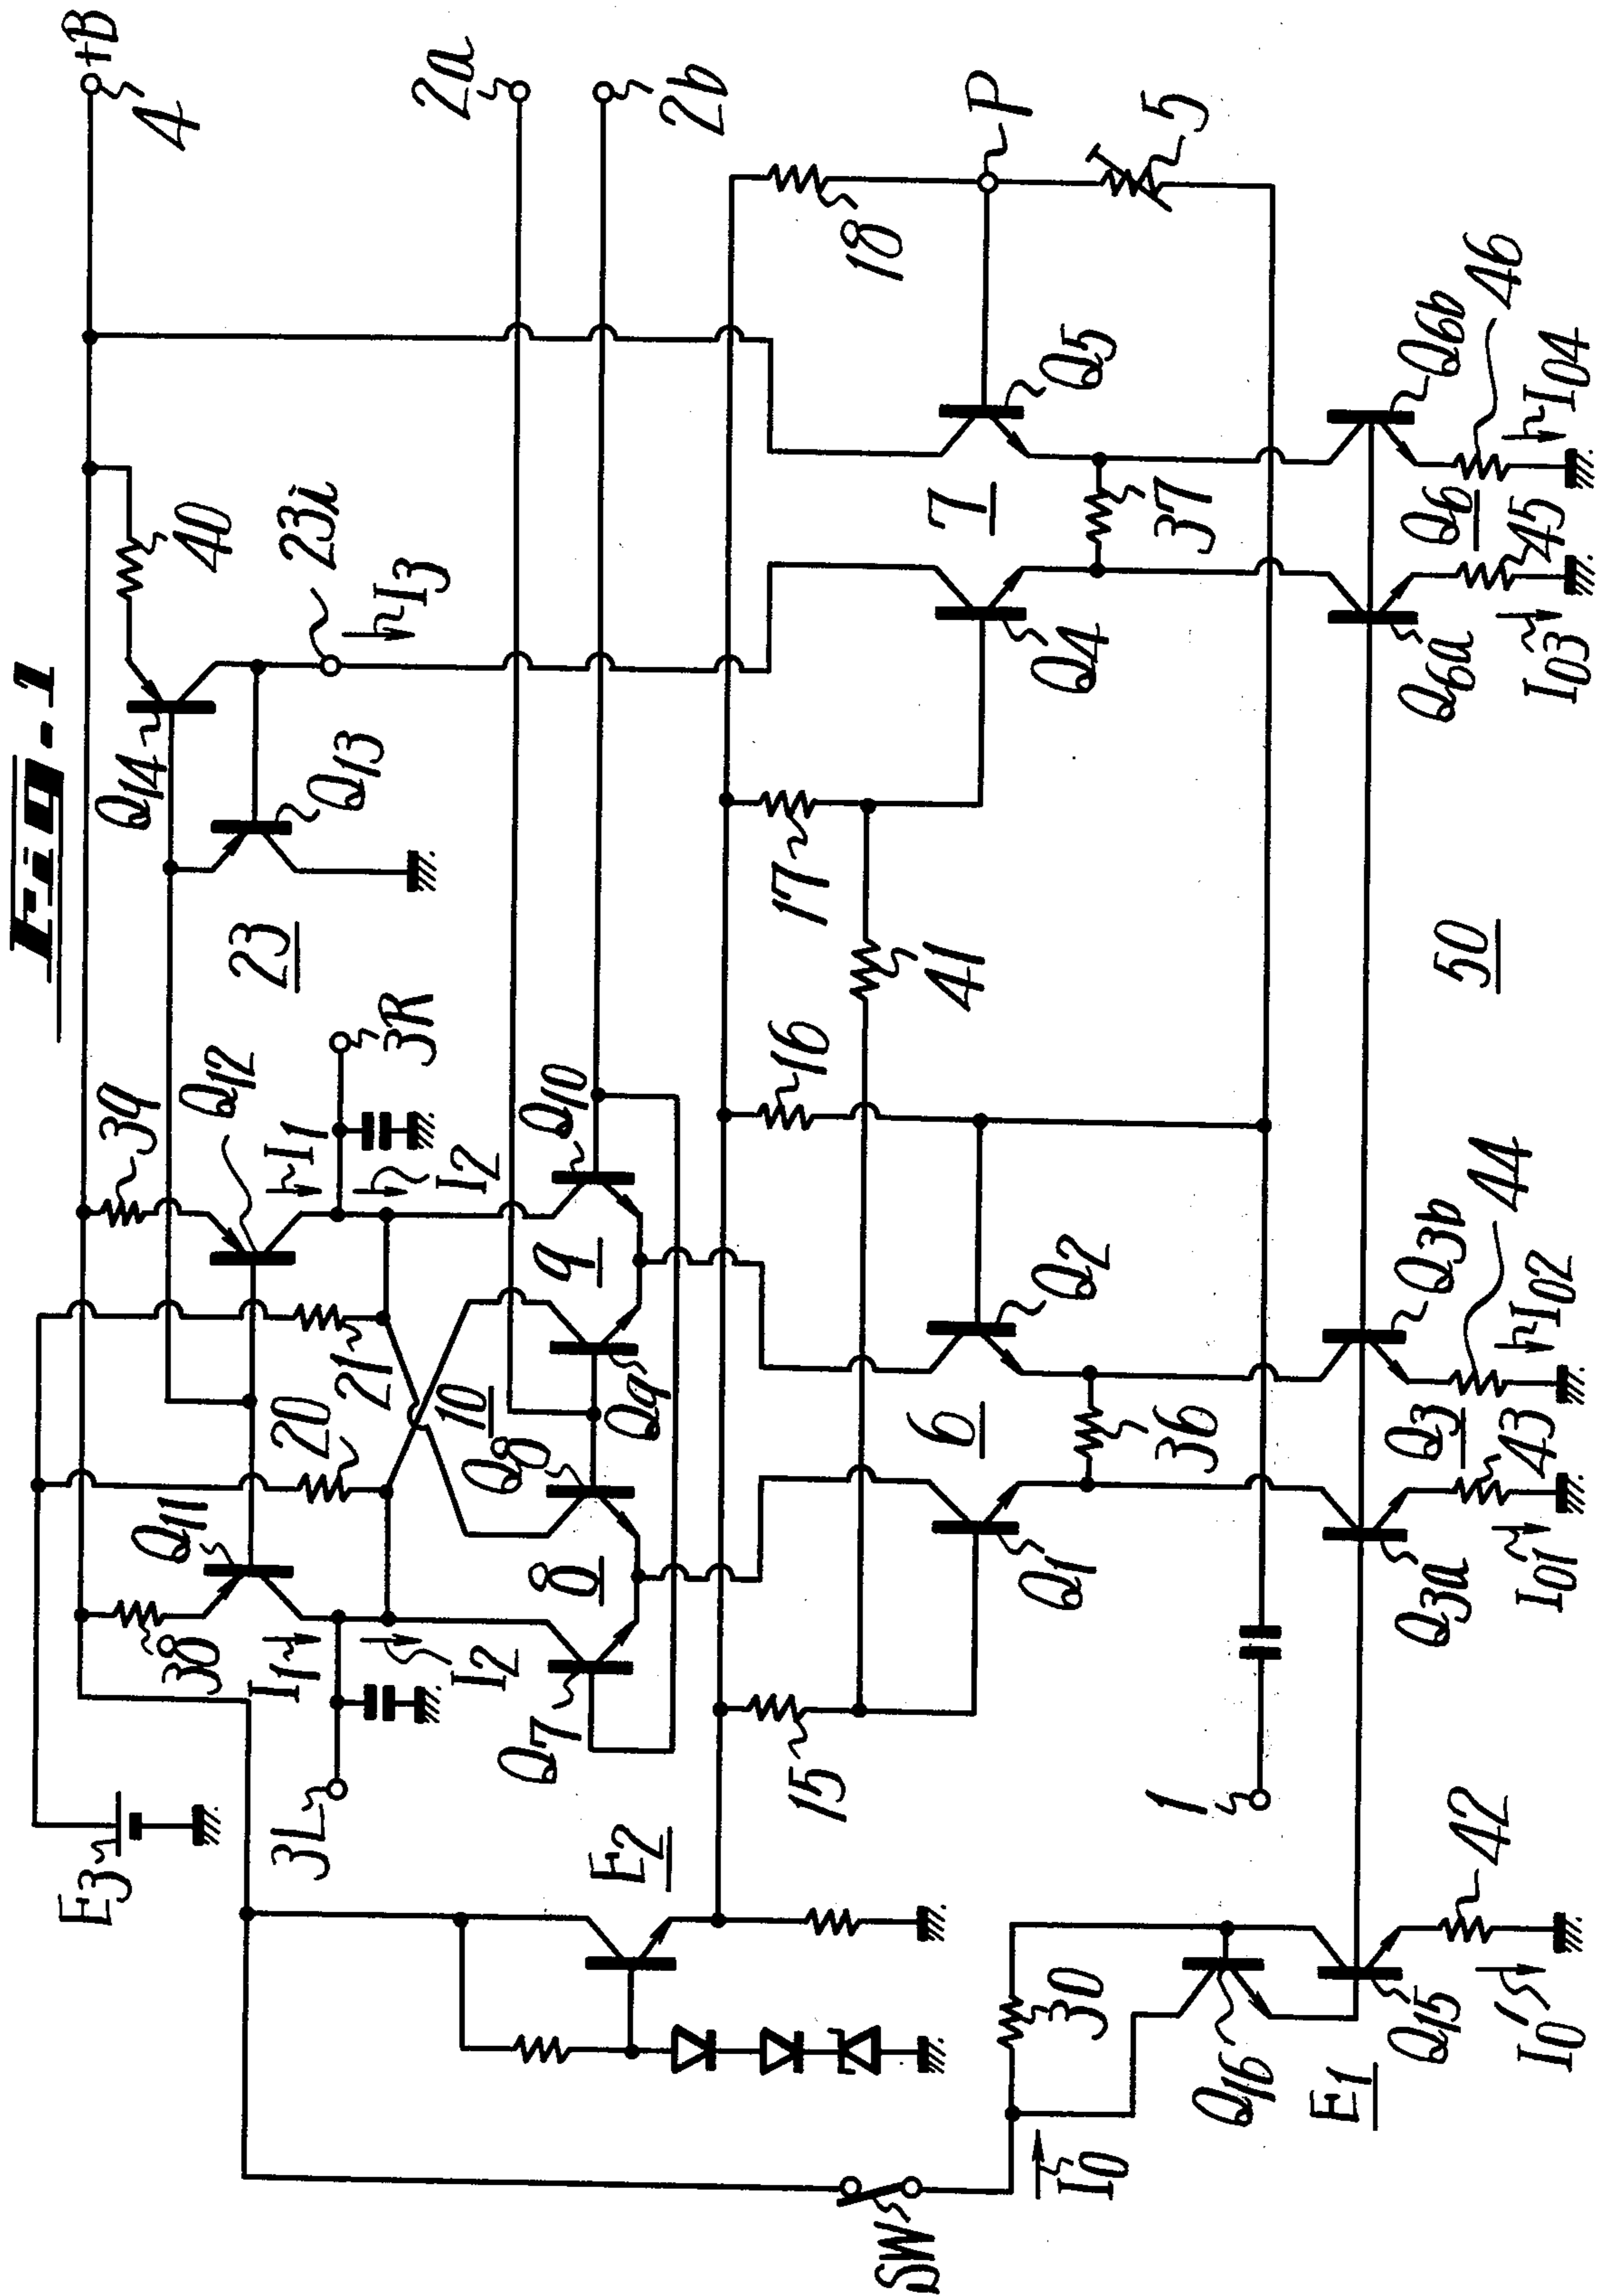 Fig-1
E3
+B
4
39
Q14
38
Q11
Q12
40
3L
I1
20
I1
23
Q13
23i
21
3R
I3
I2
10
I2
2a
Q7
8
Q8
9
Q10
E2
Q9
2b
15
17
16
18
SW
6
41
7
P
I0
30
Q1
Q2
Q4
Q5
1
36
37
5
Q16
E1
Q15
42
Q3a
Q3
Q3b
Q6a
Q6
Q6b
50
I0'
I01
43
I02
44
I03
45
I04
46